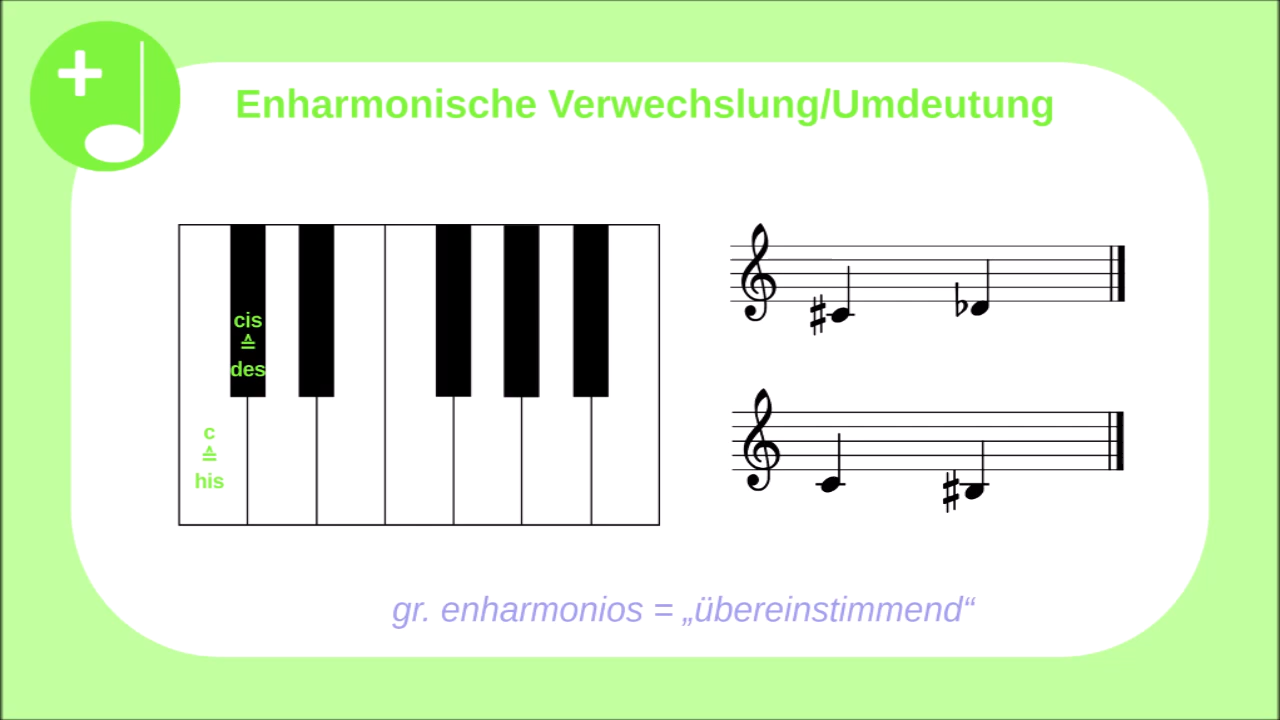 Enharmonische Verwechslung/Umdeutung
cis
≙
des
c
≙
his
gr. enharmonios = „übereinstimmend“